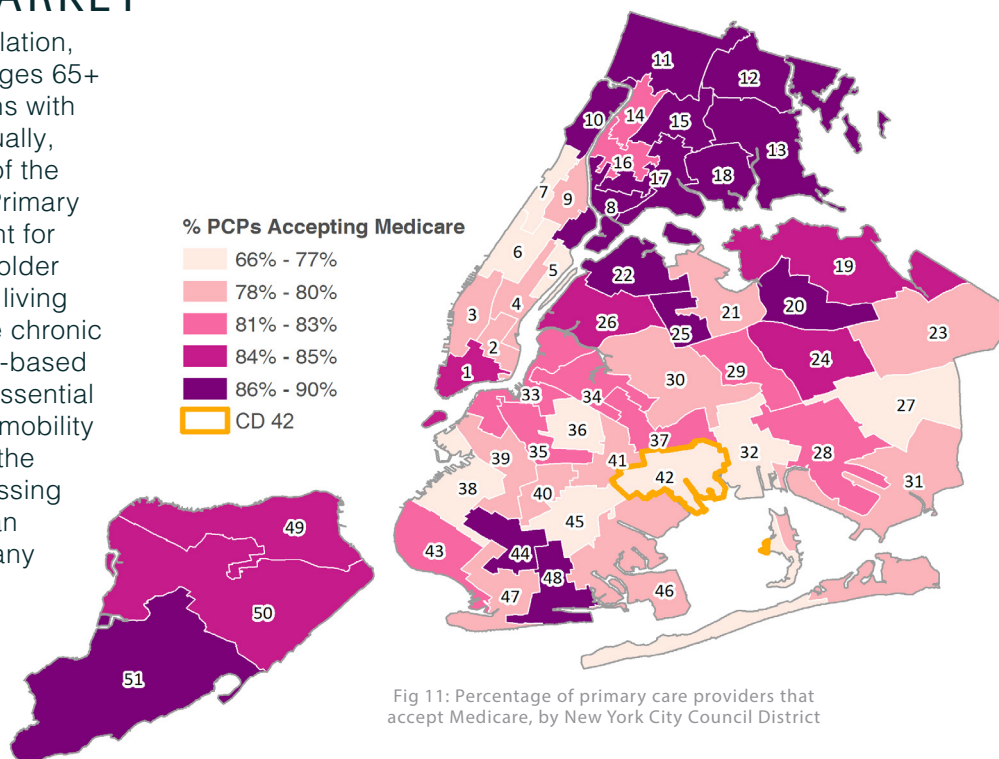 lation,
ges 65+
ns with
ually,
of the
Primary
nt for
older
living
e chronic
-based
ssential
mobility
the
ssing
an
any
% PCPs Accepting Medicare
66% - 77%
78% - 80%
81% - 83%
84% - 85%
86% - 90%
CD 42
11
12
10
14
15
13
16
17
18
7
9
8
6
5
22
19
20
3
4
26
21
25
23
2
1
24
30
29
33
34
27
36
37
39
35
32
28
41
42
31
38
40
45
43
44
48
47
46
49
50
51
Fig 11: Percentage of primary care providers that
accept Medicare, by New York City Council District